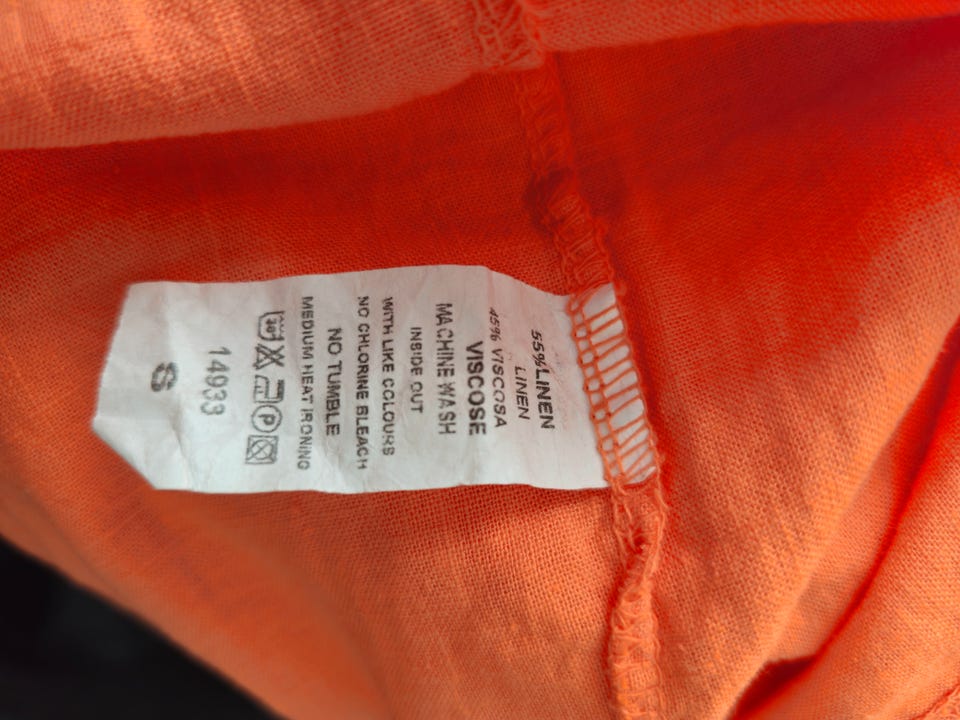 55%LINEN
LINEN
45% VISCOSA
VISCOSE
MACHINE WASH
INSIDE OUT
WITH LIKE COLOURS
NO CHLORINE BLEACH
NO TUMBLE
MEDIUM HEAT IRONING
30° P
14933
S